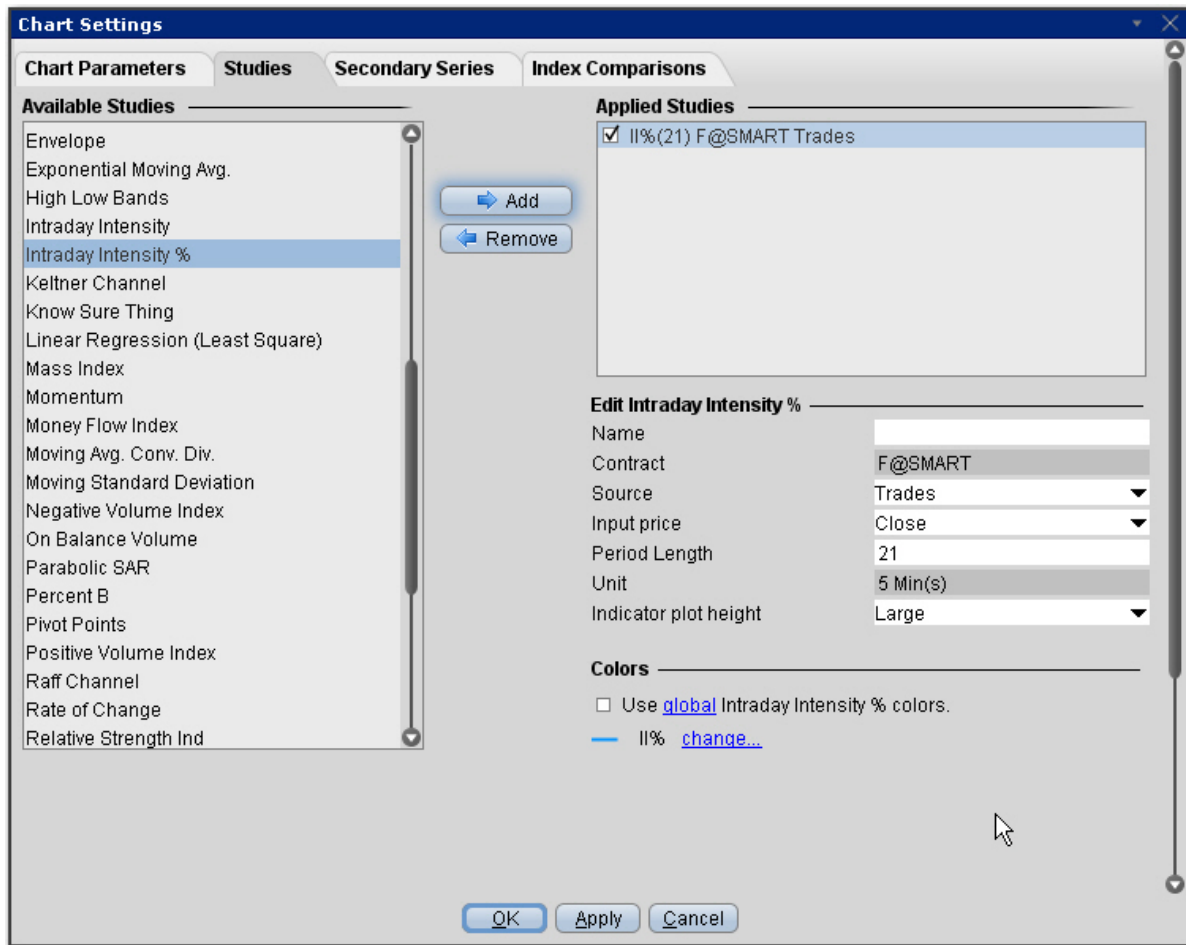 Chart Settings
Chart Parameters
Studies
Secondary Series
Index Comparisons
Available Studies
Envelope
Exponential Moving Avg.
High Low Bands
Intraday Intensity
Intraday Intensity %
Keltner Channel
Know Sure Thing
Linear Regression (Least Square)
Mass Index
Momentum
Money Flow Index
Moving Avg. Conv. Div.
Moving Standard Deviation
Negative Volume Index
On Balance Volume
Parabolic SAR
Percent B
Pivot Points
Positive Volume Index
Raff Channel
Rate of Change
Relative Strength Ind
Add
Remove
Applied Studies
II%(21) F@SMART Trades
Edit Intraday Intensity %
Name
Contract F@SMART
Source Trades
Input price Close
Period Length 21
Unit 5 Min(s)
Indicator plot height Large
Colors
Use global Intraday Intensity % colors.
II% change...
OK
Apply
Cancel